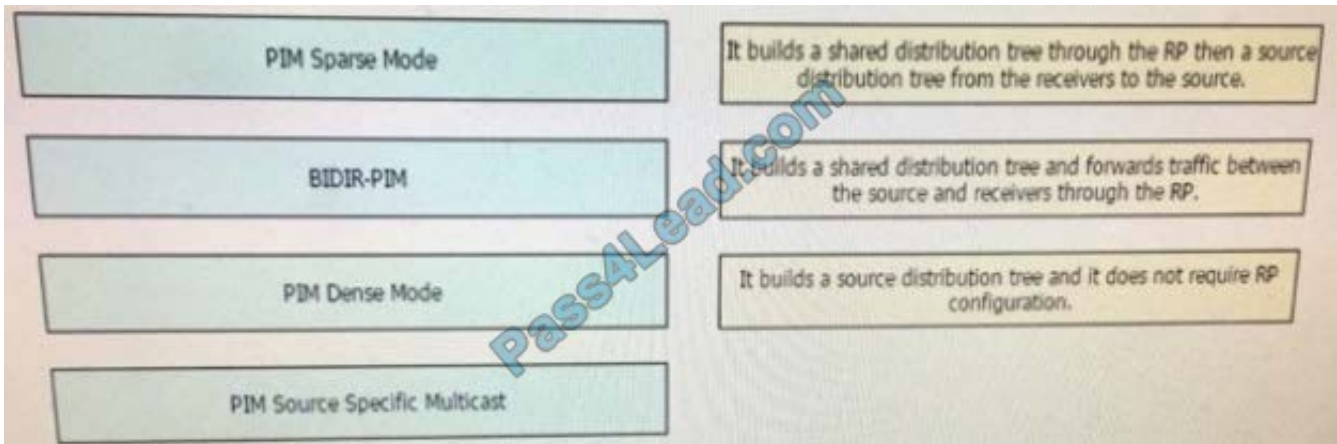 PIM Sparse Mode
It builds a shared distribution tree through the RP then a source
distribution tree from the receivers to the source.
BIDIR-PIM
It builds a shared distribution tree and forwards traffic between
the source and receivers through the RP.
PIM Dense Mode
It builds a source distribution tree and it does not require RP
configuration.
PIM Source Specific Multicast
Pass4Lead.com